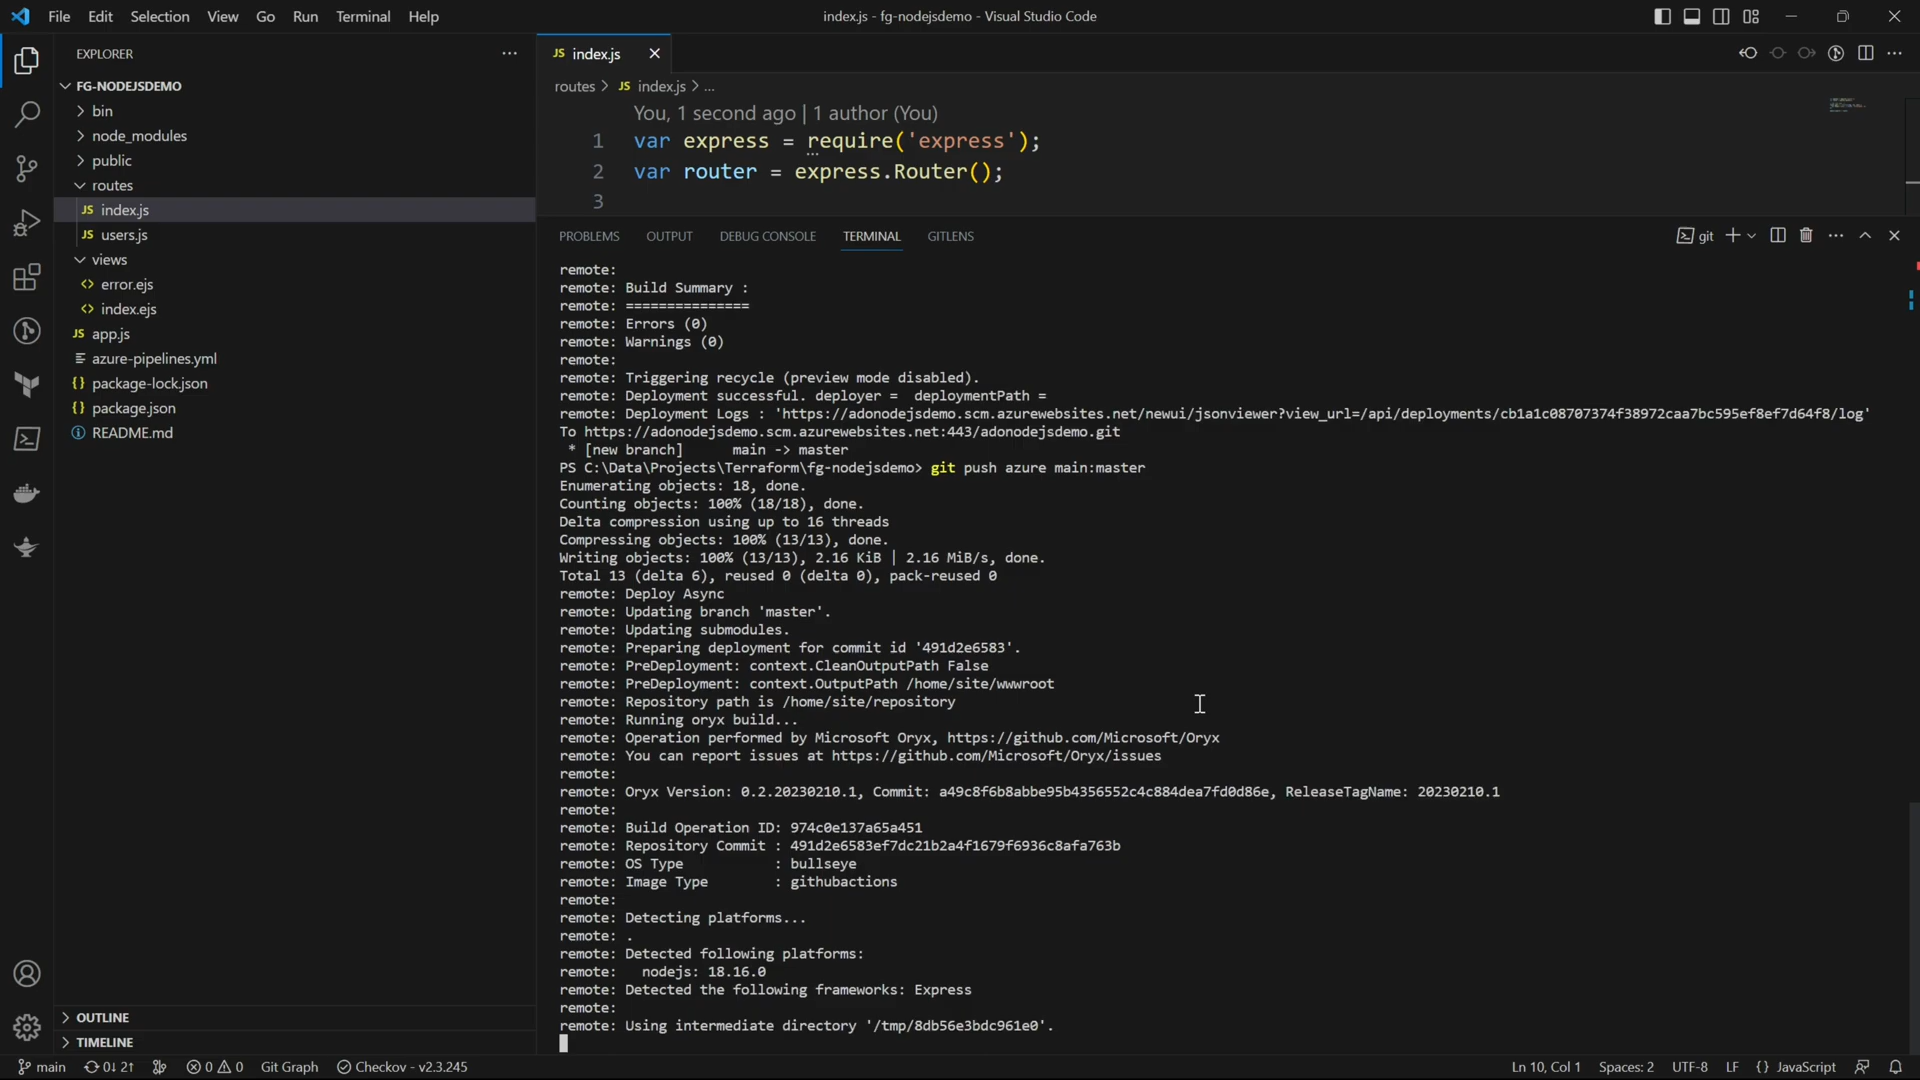 File Edit Selection View Go Run Terminal Help
index.js - fg-nodejsdemo - Visual Studio Code
EXPLORER
FG-NODEJSDEMO
bin
node_modules
public
routes
JS index.js
JS users.js
views
<> error.ejs
<> index.ejs
JS app.js
azure-pipelines.yml
{} package-lock.json
{} package.json
README.md
OUTLINE
TIMELINE
JS index.js
routes > JS index.js > ...
You, 1 second ago | 1 author (You)
1 var express = require('express');
2 var router = express.Router();
3
PROBLEMS OUTPUT DEBUG CONSOLE TERMINAL GITLENS
git
remote:
remote: Build Summary :
remote: ===============
remote: Errors (0)
remote: Warnings (0)
remote:
remote: Triggering recycle (preview mode disabled).
remote: Deployment successful. deployer =  deploymentPath =
remote: Deployment Logs : 'https://adonodejsdemo.scm.azurewebsites.net/newui/jsonviewer?view_url=/api/deployments/cb1a1c08707374f38972caa7bc595ef8ef7d64f8/log'
To https://adonodejsdemo.scm.azurewebsites.net:443/adonodejsdemo.git
* [new branch]      main -> master
PS C:\Data\Projects\Terraform\fg-nodejsdemo> git push azure main:master
Enumerating objects: 18, done.
Counting objects: 100% (18/18), done.
Delta compression using up to 16 threads
Compressing objects: 100% (13/13), done.
Writing objects: 100% (13/13), 2.16 KiB | 2.16 MiB/s, done.
Total 13 (delta 6), reused 0 (delta 0), pack-reused 0
remote: Deploy Async
remote: Updating branch 'master'.
remote: Updating submodules.
remote: Preparing deployment for commit id '491d2e6583'.
remote: PreDeployment: context.CleanOutputPath False
remote: PreDeployment: context.OutputPath /home/site/wwwroot
remote: Repository path is /home/site/repository
remote: Running oryx build...
remote: Operation performed by Microsoft Oryx, https://github.com/Microsoft/Oryx
remote: You can report issues at https://github.com/Microsoft/Oryx/issues
remote:
remote: Oryx Version: 0.2.20230210.1, Commit: a49c8f6b8abbe95b4356552c4c884dea7fd0d86e, ReleaseTagName: 20230210.1
remote:
remote: Build Operation ID: 974c0e137a65a451
remote: Repository Commit : 491d2e6583ef7dc21b2a4f1679f6936c8afa763b
remote: OS Type           : bullseye
remote: Image Type        : githubactions
remote:
remote: Detecting platforms...
remote: .
remote: Detected following platforms:
remote:   nodejs: 18.16.0
remote: Detected the following frameworks: Express
remote:
remote: Using intermediate directory '/tmp/8db56e3bdc961e0'.
main 0↓ 2↑ 0 0 Git Graph Checkov - v2.3.245 Ln 10, Col 1 Spaces: 2 UTF-8 LF {} JavaScript